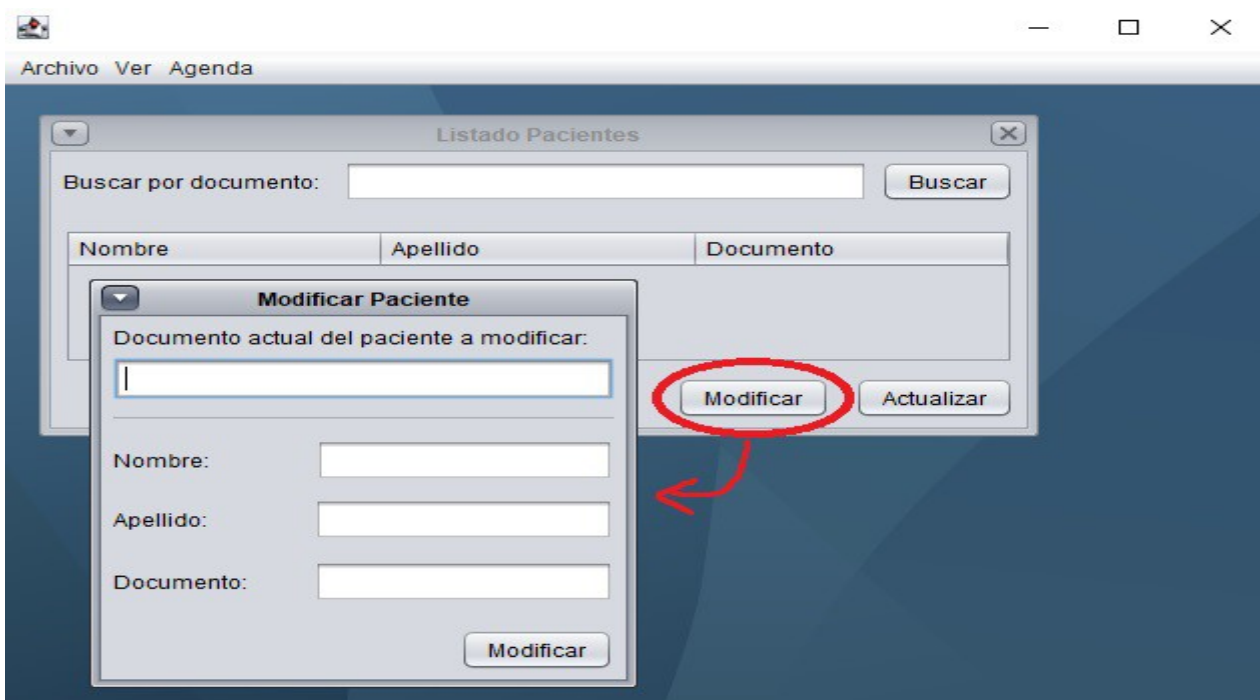 Archivo Ver Agenda
Listado Pacientes
Buscar por documento:
Buscar
Nombre Apellido Documento
Modificar Paciente
Documento actual del paciente a modificar:
Modificar Actualizar
Nombre:
Apellido:
Documento:
Modificar